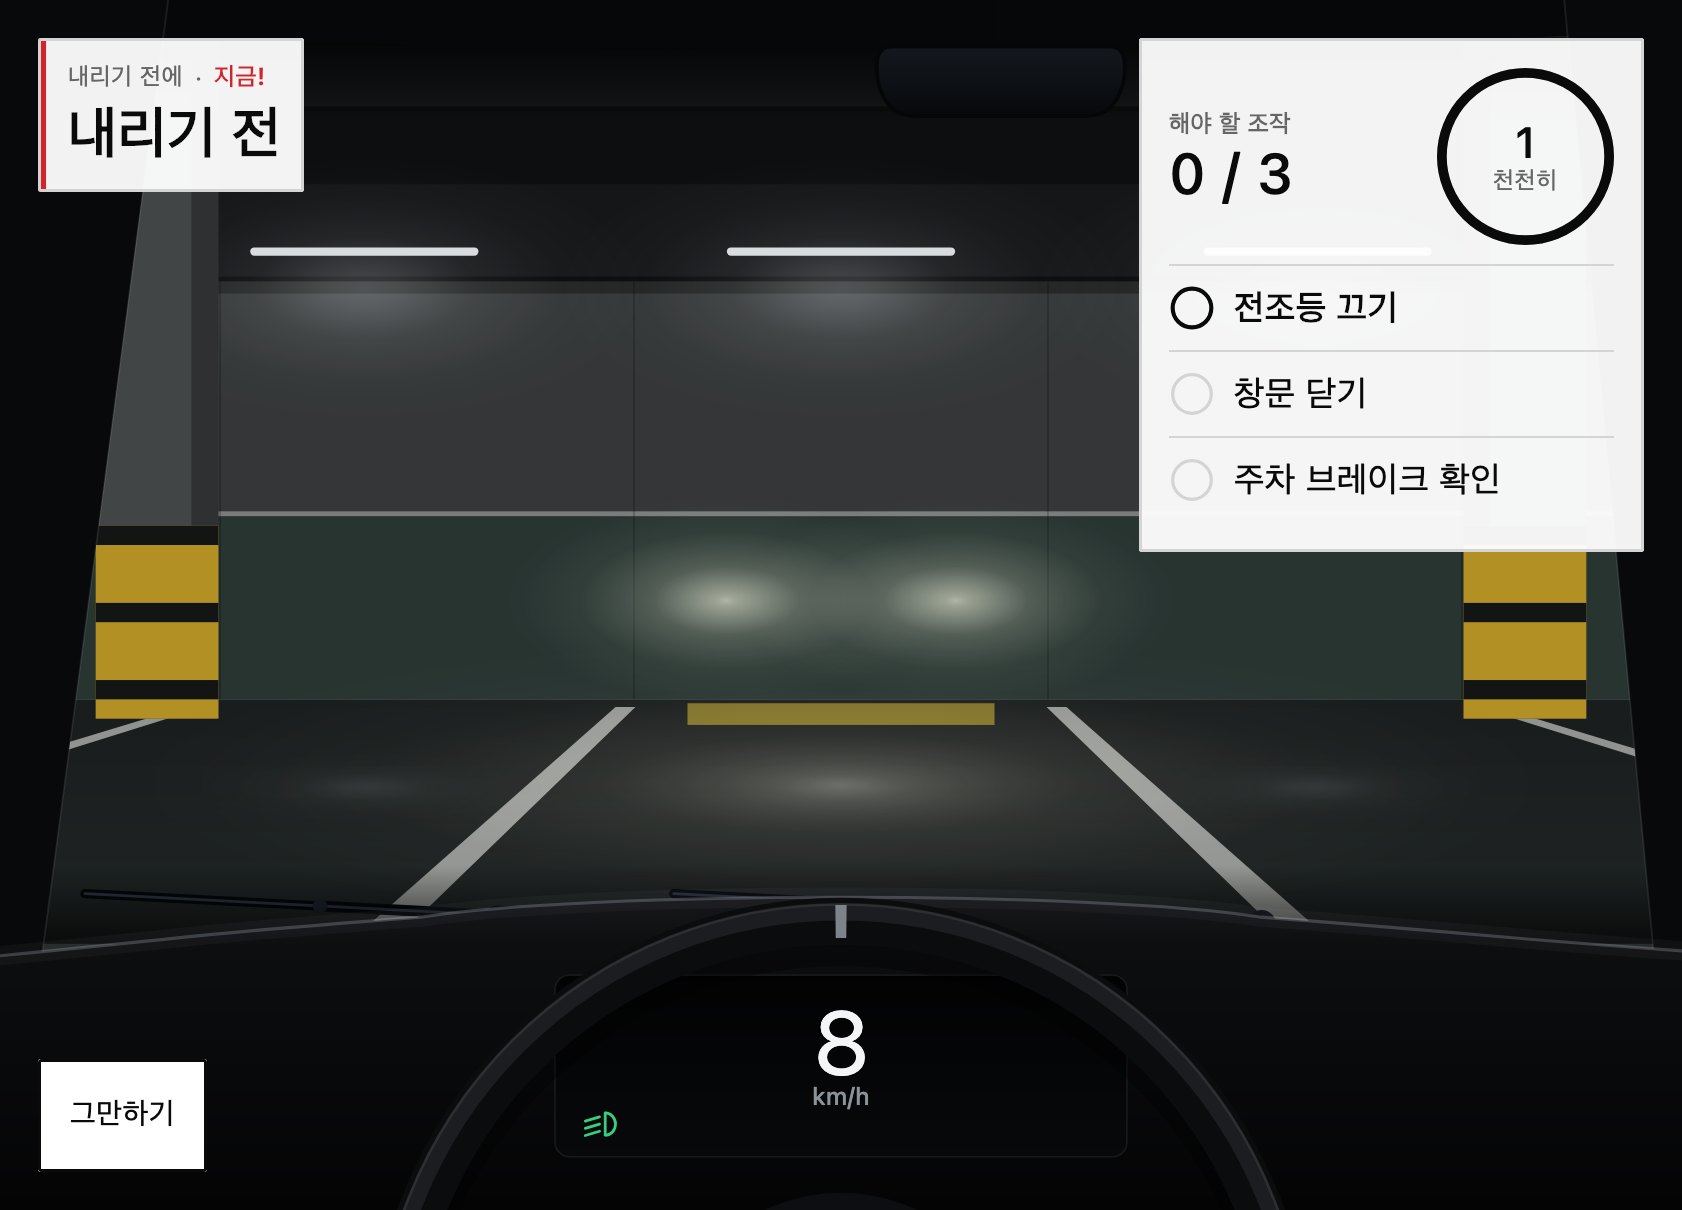 내리기 전에 · 지금!
내리기 전
해야 할 조작
0 / 3
1
천천히
전조등 끄기
창문 닫기
주차 브레이크 확인
8
km/h
그만하기